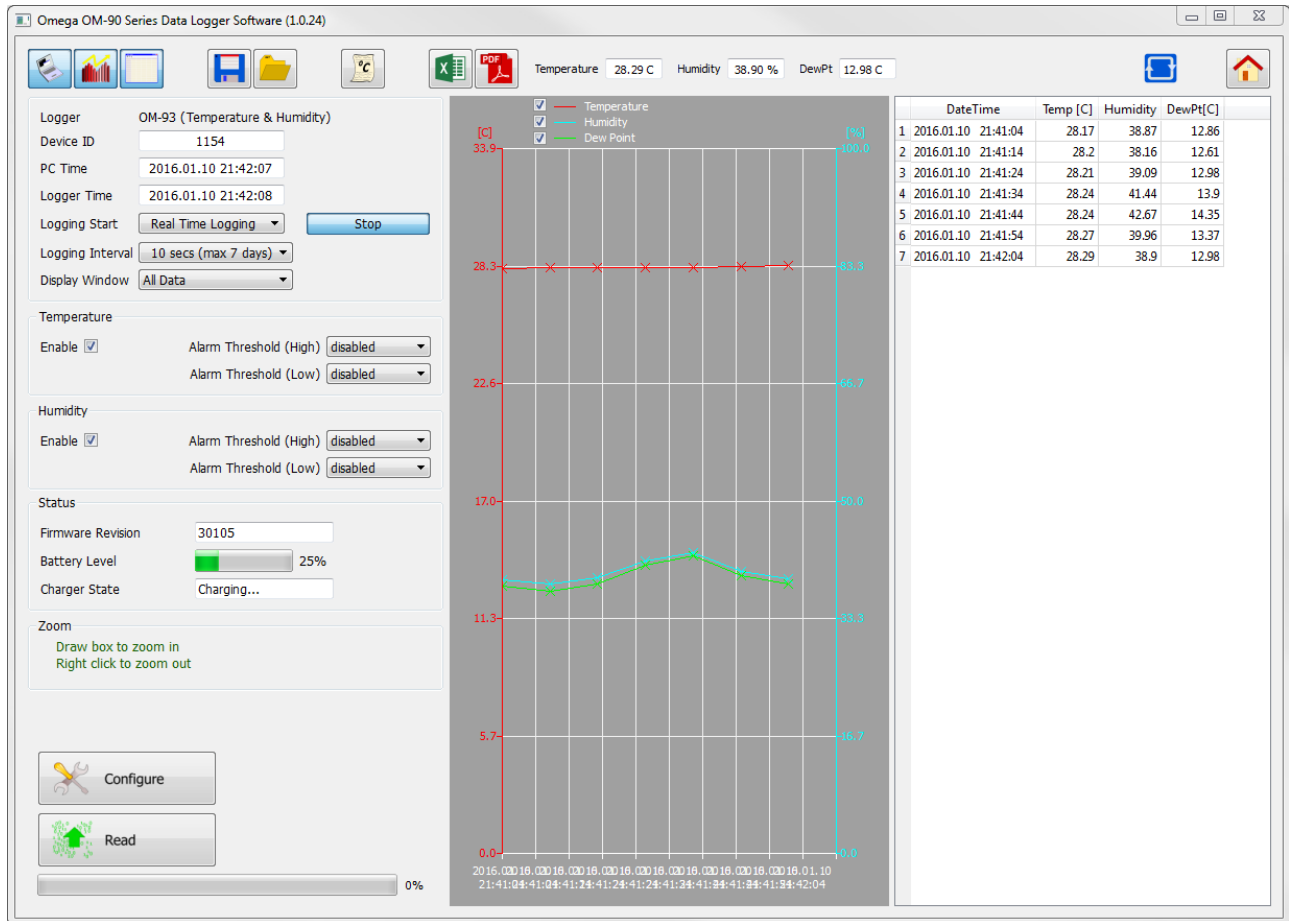 Omega OM-90 Series Data Logger Software (1.0.24)
°C
X
PDF
Temperature 28.29 C Humidity 38.90 % DewPt 12.98 C
Logger OM-93 (Temperature & Humidity)
Device ID 1154
PC Time 2016.01.10 21:42:07
Logger Time 2016.01.10 21:42:08
Logging Start Real Time Logging Stop
Logging Interval 10 secs (max 7 days)
Display Window All Data
Temperature
Enable Alarm Threshold (High) disabled
Alarm Threshold (Low) disabled
Humidity
Enable Alarm Threshold (High) disabled
Alarm Threshold (Low) disabled
Status
Firmware Revision 30105
Battery Level 25%
Charger State Charging...
Zoom
Draw box to zoom in
Right click to zoom out
Configure
Read
0%
Temperature
Humidity
Dew Point
[C] [%]
33.9 100.0
28.3 83.3
22.6 66.7
17.0 50.0
11.3 33.3
5.7 16.7
0.0 0.0
DateTime Temp [C] Humidity DewPt[C]
1 2016.01.10 21:41:04 28.17 38.87 12.86
2 2016.01.10 21:41:14 28.2 38.16 12.61
3 2016.01.10 21:41:24 28.21 39.09 12.98
4 2016.01.10 21:41:34 28.24 41.44 13.9
5 2016.01.10 21:41:44 28.24 42.67 14.35
6 2016.01.10 21:41:54 28.27 39.96 13.37
7 2016.01.10 21:42:04 28.29 38.9 12.98